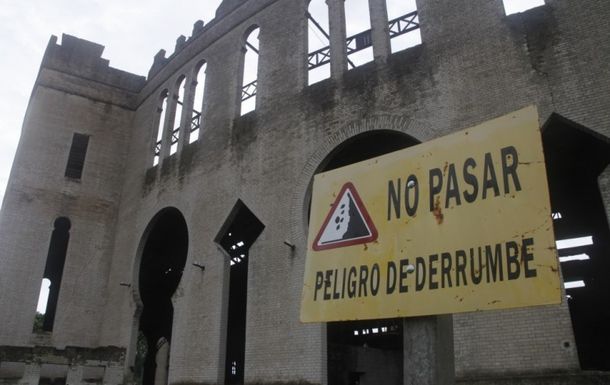 NO PASAR
PELIGRO DE DERRUMBE